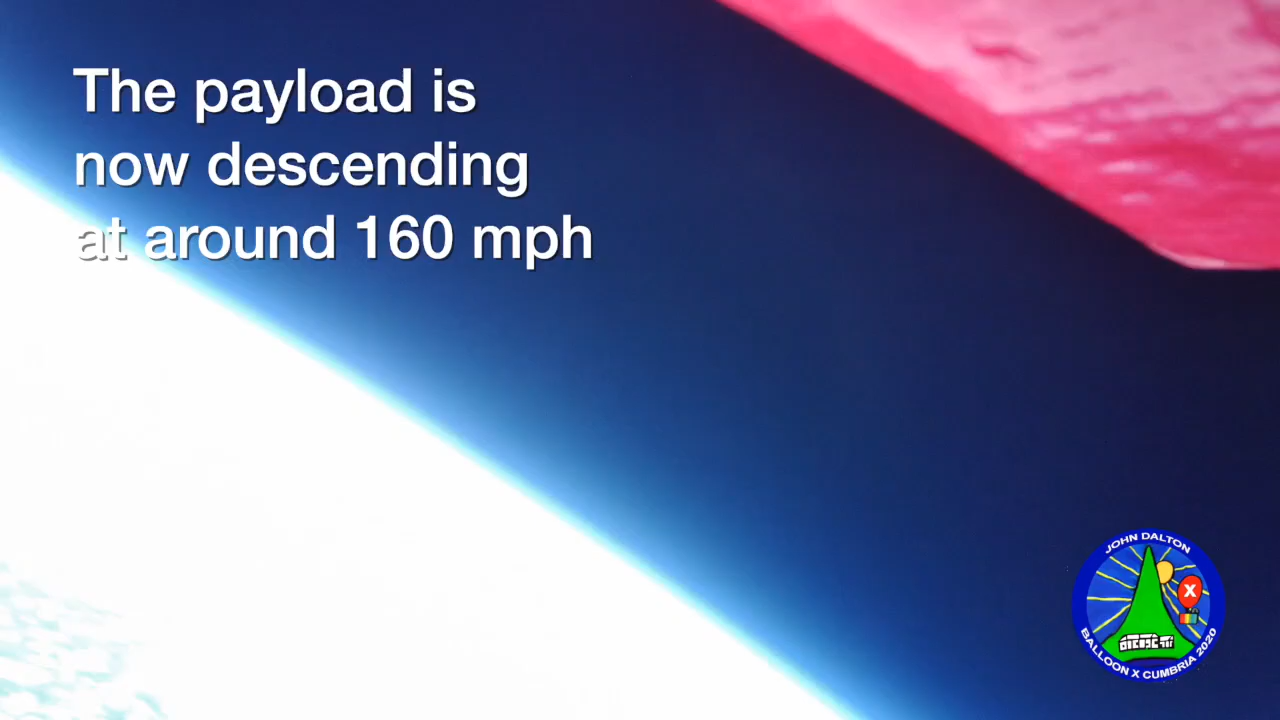 The payload is
now descending
at around 160 mph
JOHN DALTON
X
BALLOON X CUMBRIA 2020